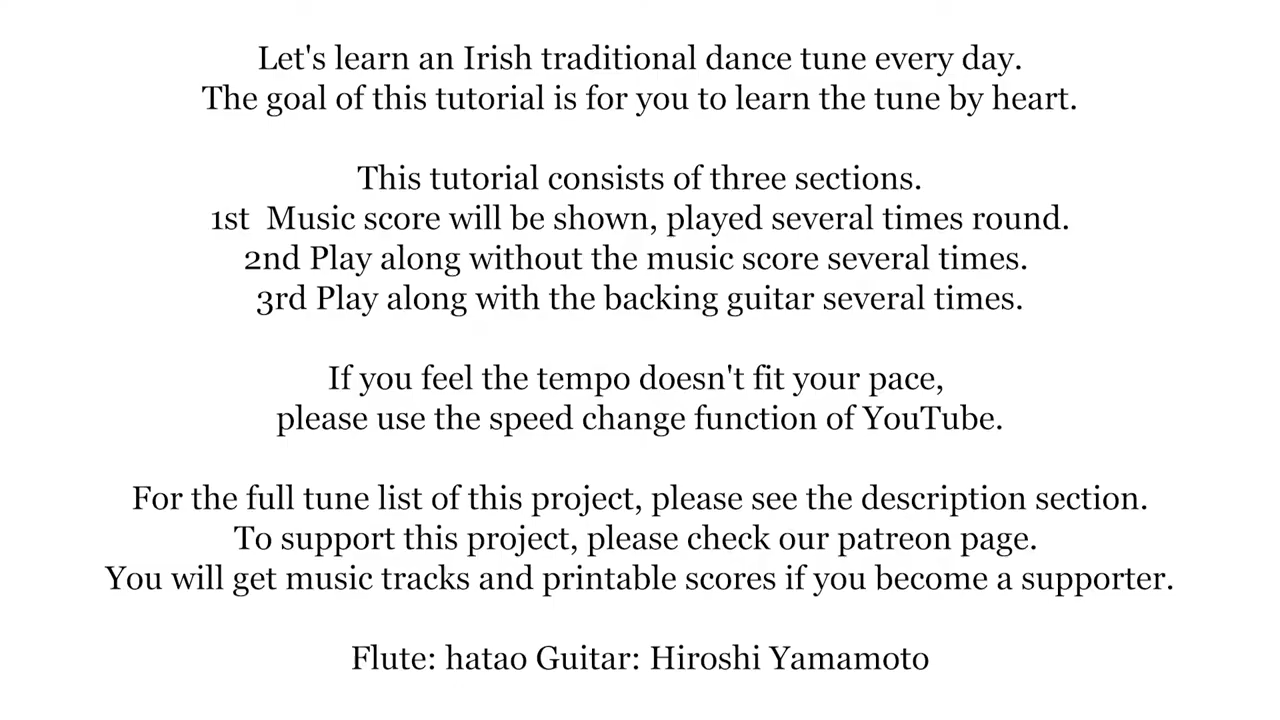 Let's learn an Irish traditional dance tune every day.
The goal of this tutorial is for you to learn the tune by heart.
This tutorial consists of three sections.
1st  Music score will be shown, played several times round.
2nd Play along without the music score several times.
3rd Play along with the backing guitar several times.
If you feel the tempo doesn't fit your pace,
please use the speed change function of YouTube.
For the full tune list of this project, please see the description section.
To support this project, please check our patreon page.
You will get music tracks and printable scores if you become a supporter.
Flute: hatao Guitar: Hiroshi Yamamoto